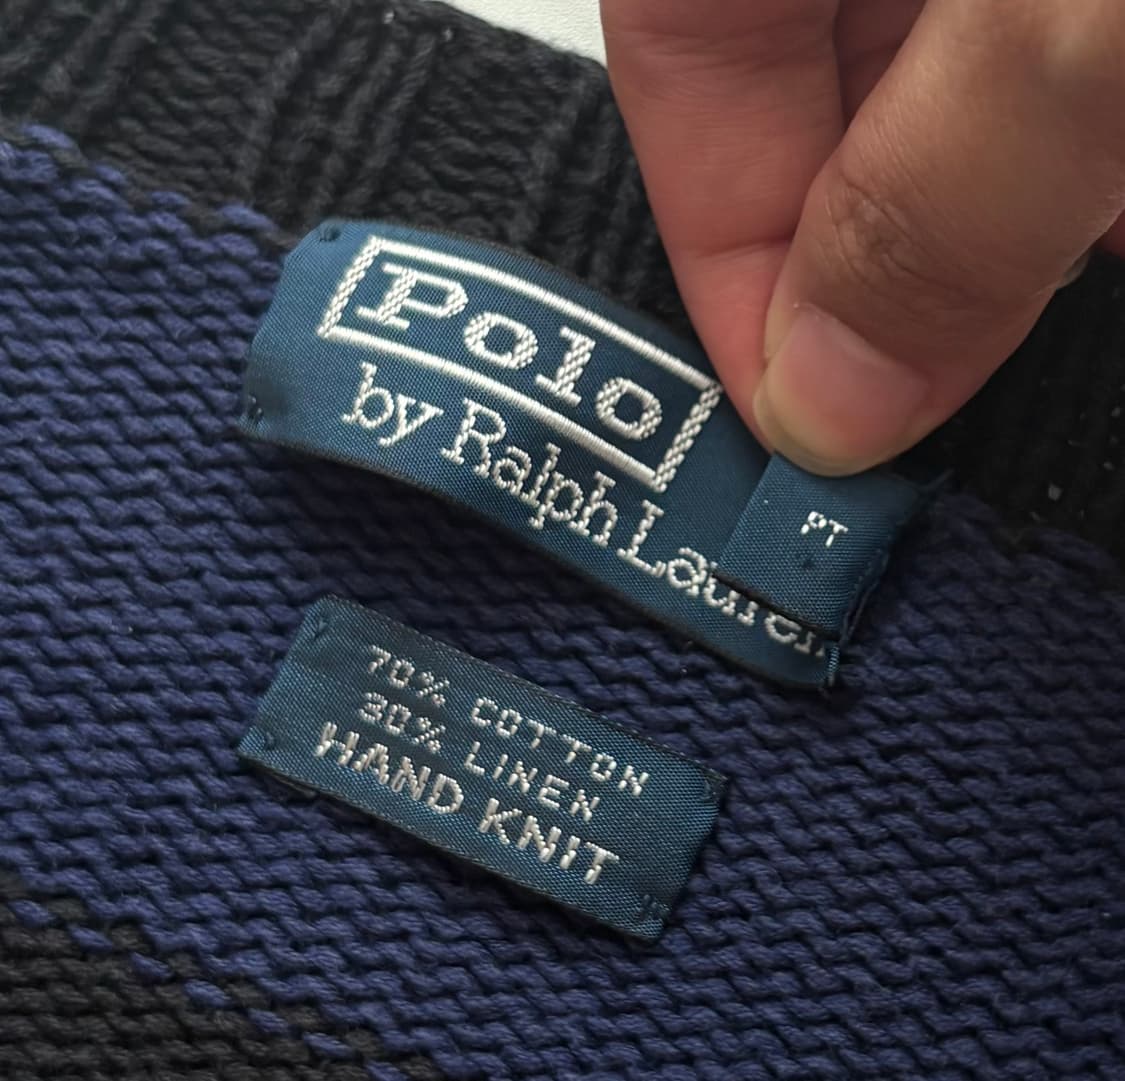 Polo
by Ralph Lauren
PT
70% COTTON
30% LINEN
HAND KNIT